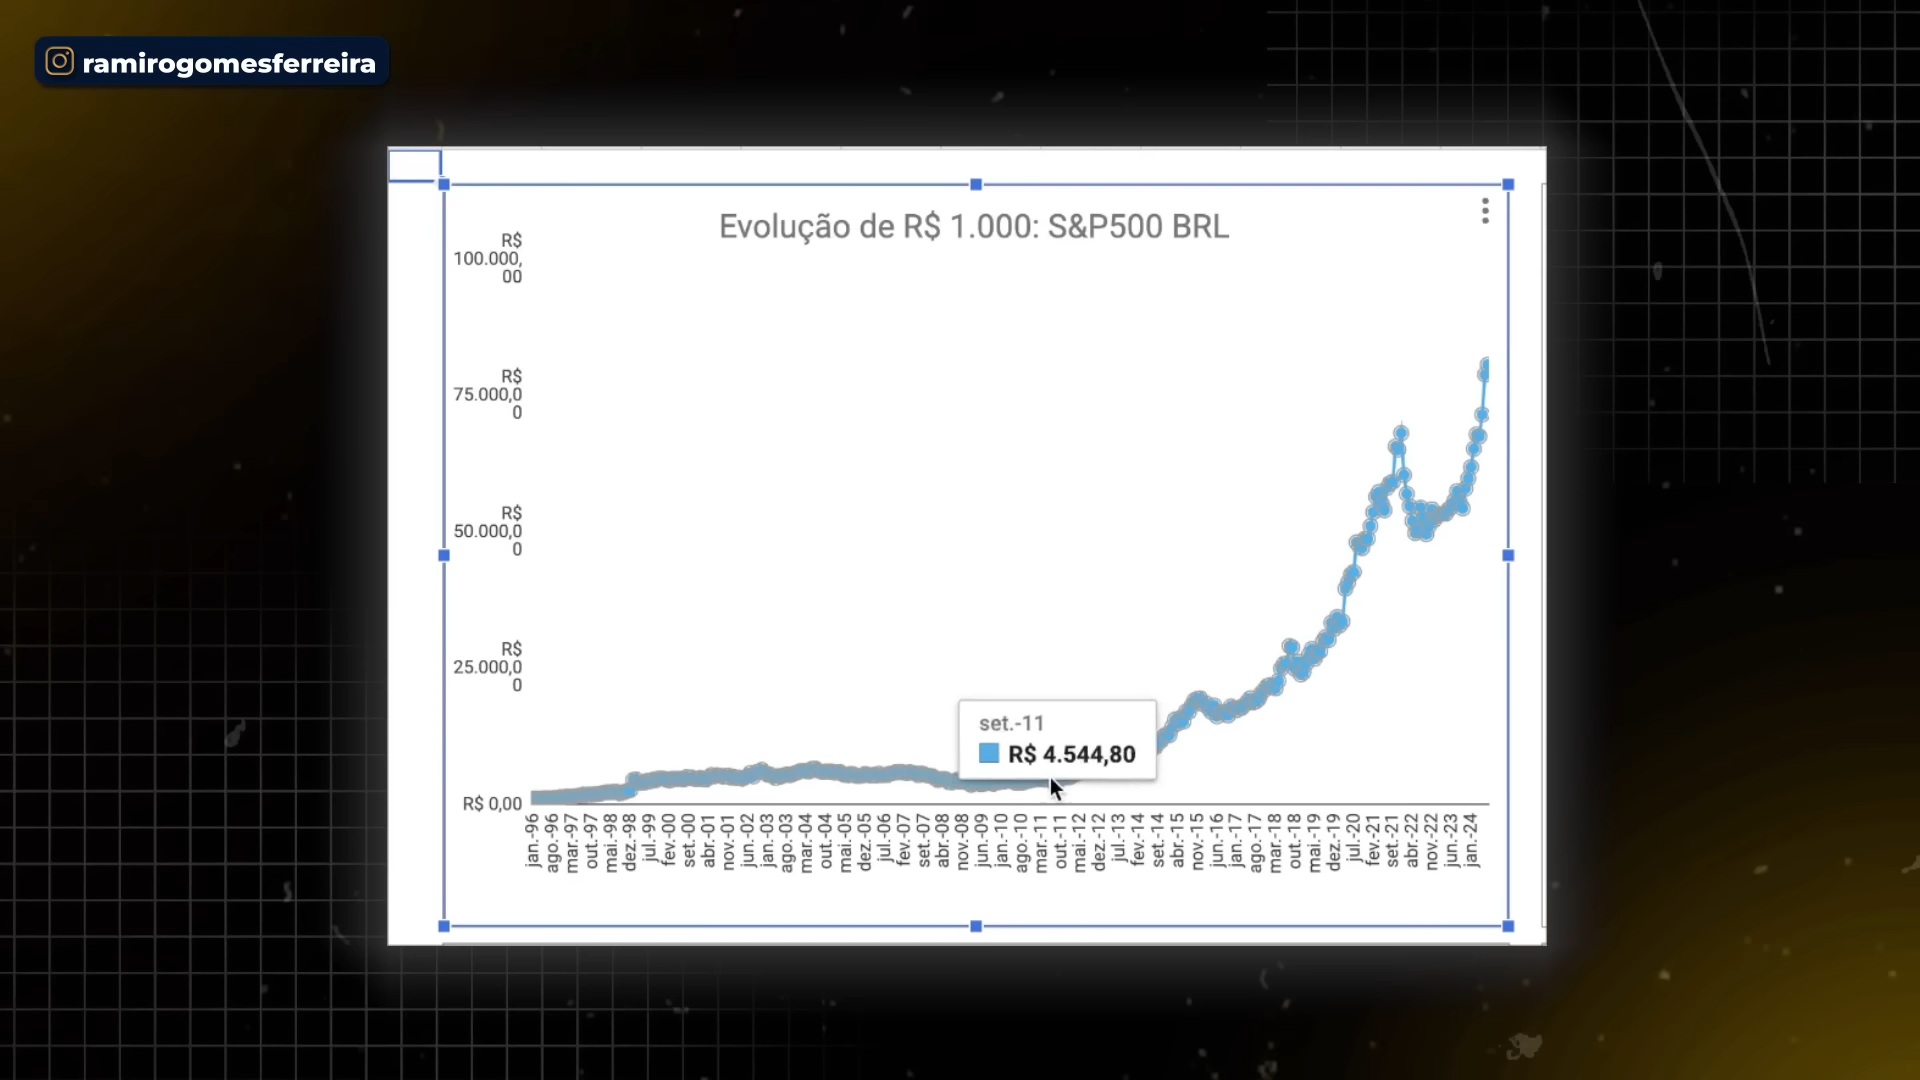 ramirogomesferreira
Evolução de R$ 1.000: S&P500 BRL
R$
100.000,
00
R$
75.000,0
0
R$
50.000,0
0
R$
25.000,0
0
R$ 0,00
set.-11
R$ 4.544,80
jan.-96
ago.-96
mar.-97
out.-97
mai.-98
dez.-98
jul.-99
fev.-00
set.-00
abr.-01
nov.-01
jun.-02
jan.-03
ago.-03
mar.-04
out.-04
mai.-05
dez.-05
jul.-06
fev.-07
set.-07
abr.-08
nov.-08
jun.-09
jan.-10
ago.-10
mar.-11
out.-11
mai.-12
dez.-12
jul.-13
fev.-14
set.-14
abr.-15
nov.-15
jun.-16
jan.-17
ago.-17
mar.-18
out.-18
mai.-19
dez.-19
jul.-20
fev.-21
set.-21
abr.-22
nov.-22
jun.-23
jan.-24